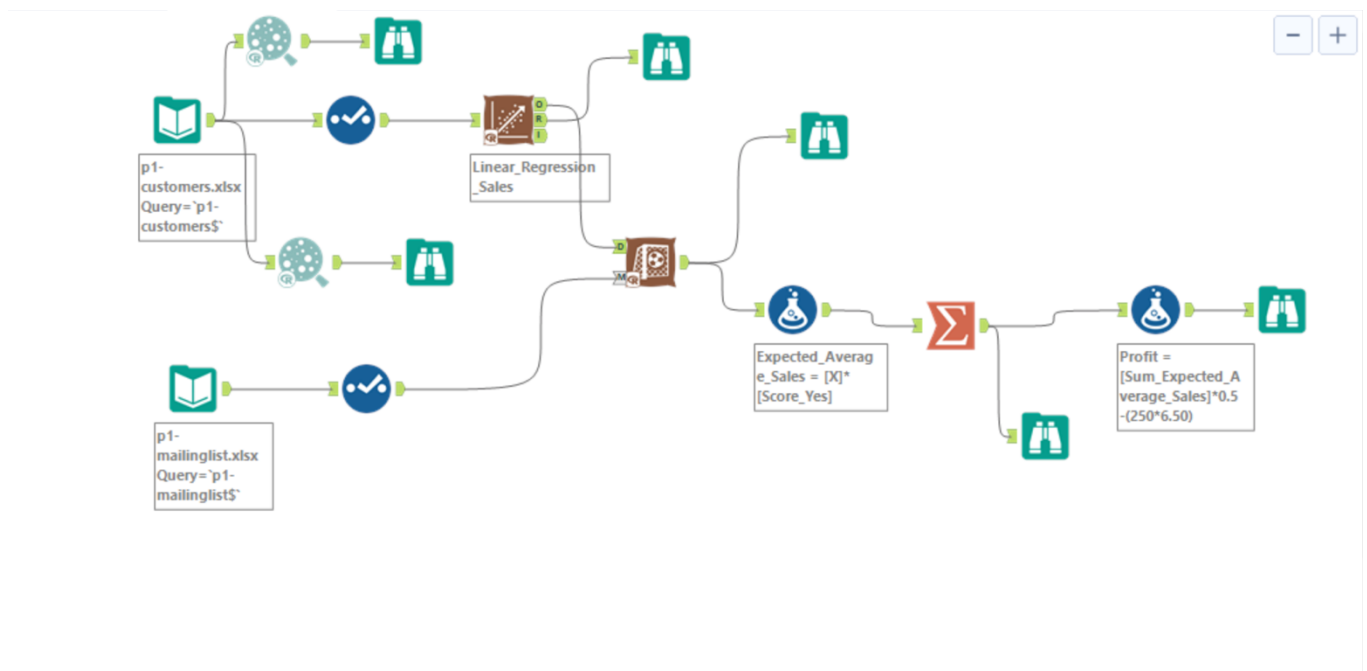 − +
O
R
I
p1-
customers.xlsx
Query=`p1-
customers$`
Linear_Regression
_Sales
D
M
Expected_Averag
e_Sales = [X]*
[Score_Yes]
Profit =
[Sum_Expected_A
verage_Sales]*0.5
-(250*6.50)
p1-
mailinglist.xlsx
Query=`p1-
mailinglist$`